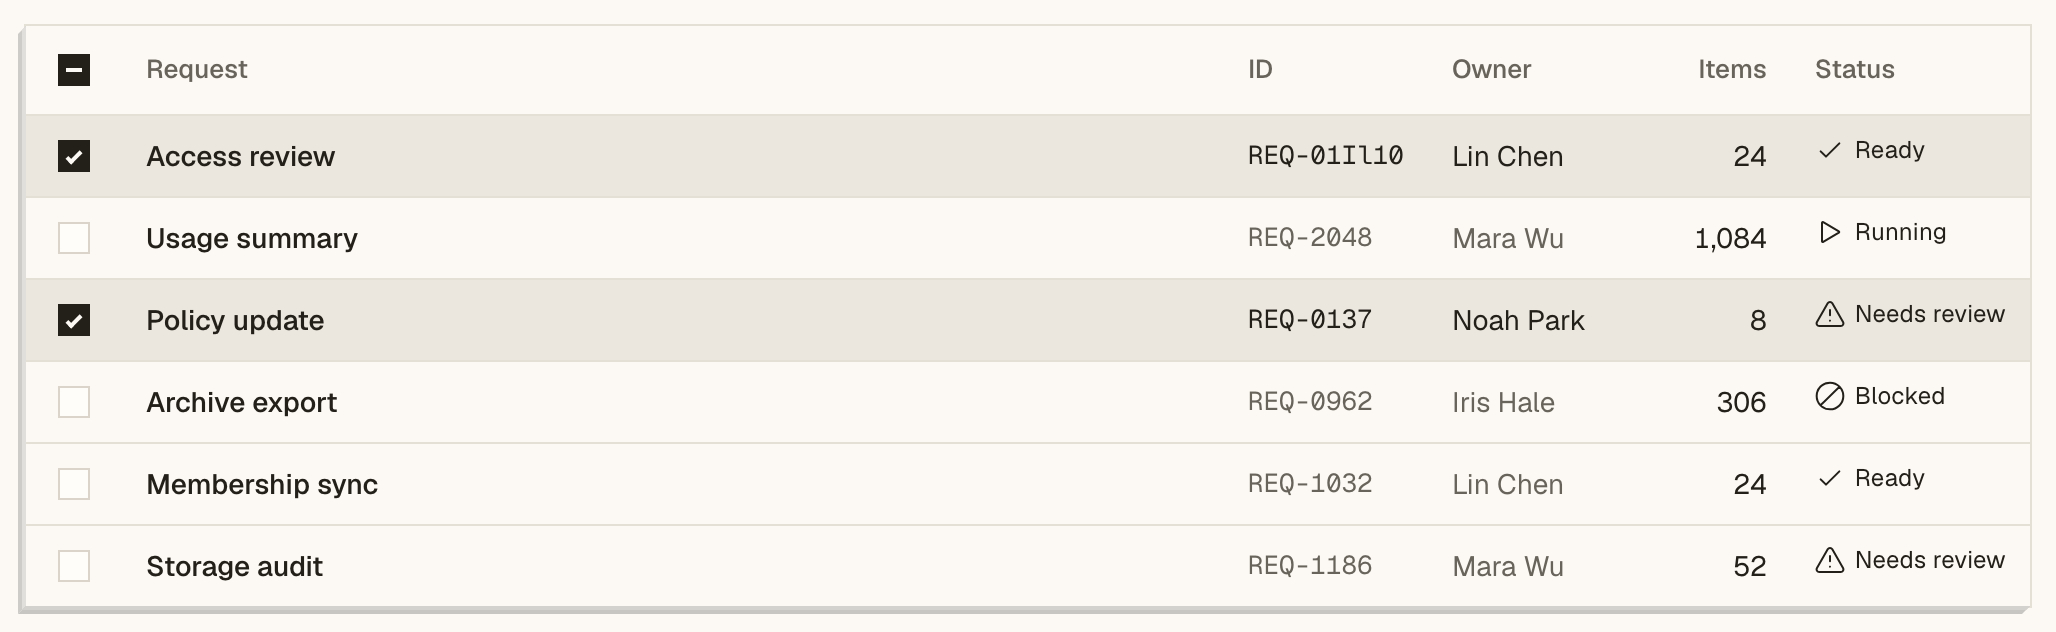 Request ID Owner Items Status
Access review REQ-01Il10 Lin Chen 24 Ready
Usage summary REQ-2048 Mara Wu 1,084 Running
Policy update REQ-0137 Noah Park 8 Needs review
Archive export REQ-0962 Iris Hale 306 Blocked
Membership sync REQ-1032 Lin Chen 24 Ready
Storage audit REQ-1186 Mara Wu 52 Needs review